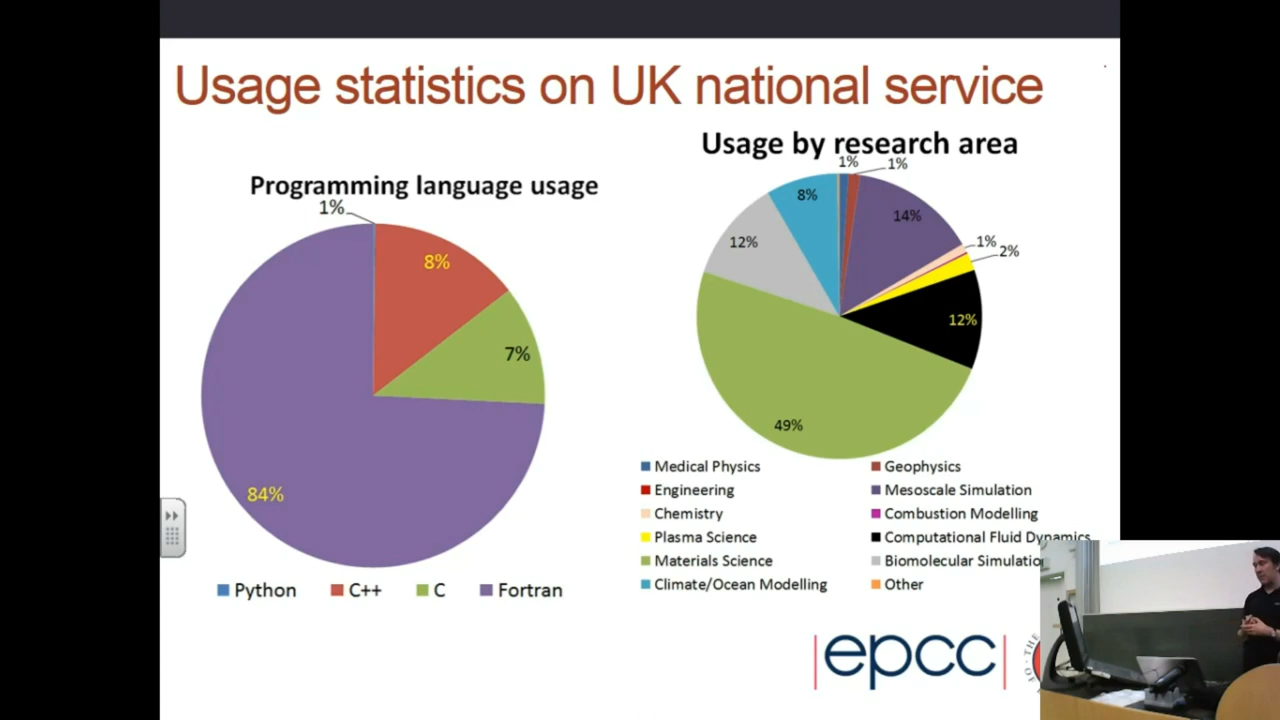 Usage statistics on UK national service
Programming language usage
1%
8%
7%
84%
Python C++ C Fortran
Usage by research area
1% 1%
8%
14%
12%
1%
2%
12%
49%
Medical Physics Geophysics
Engineering Mesoscale Simulation
Chemistry Combustion Modelling
Plasma Science Computational Fluid Dynamics
Materials Science Biomolecular Simulatio
Climate/Ocean Modelling Other
epcc
THE